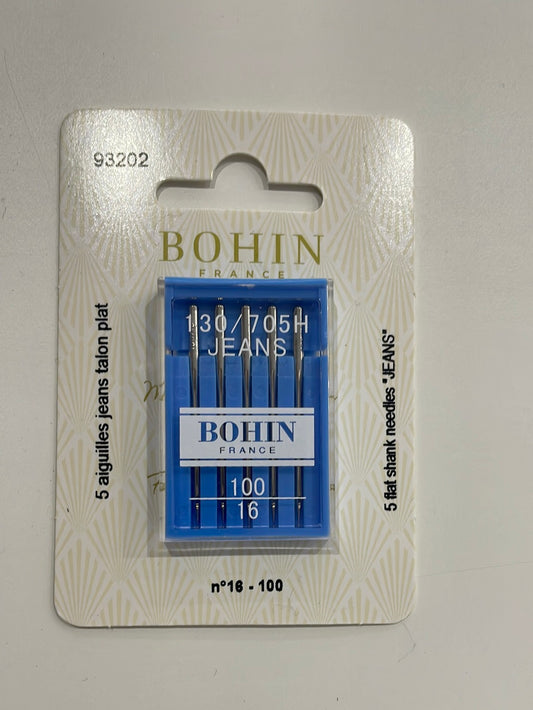 93202
BOHIN
FRANCE
5 aiguilles jeans talon plat
130/705H
JEANS
BOHIN
FRANCE
100
16
5 flat shank needles "JEANS"
n°16 - 100